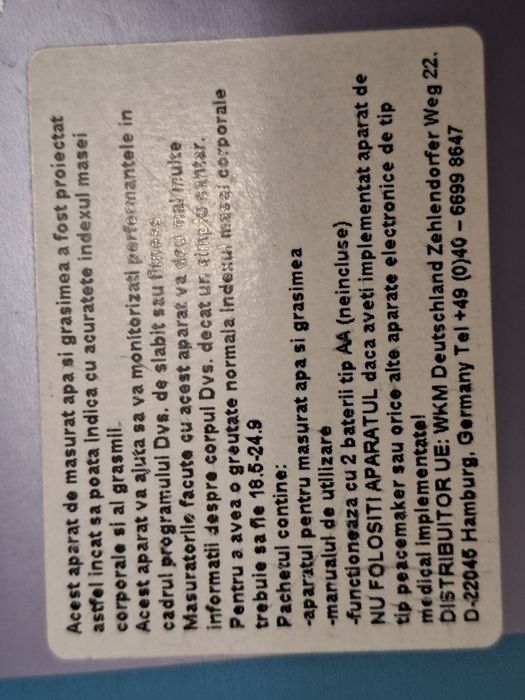 Acest aparat de masurat apa si grasimea a fost proiectat
astfel incat sa poata indica cu acuratete indexul masei
corporale si al grasmii.
Acest aparat va ajuta sa va monitorizati performantele in
cadrul programului Dvs. de slabit sau fitness.
Masuratorile facute cu acest aparat va dau mai multe
informatii despre corpul Dvs. decat un simplu cantar.
Pentru a avea o greutate normala Indexul masei corporale
trebuie sa fie 18.5-24.9
Pachetul contine:
-aparatul pentru masurat apa si grasimea
-manualul de utilizare
-functioneaza cu 2 baterii tip AA (neincluse)
NU FOLOSITI APARATUL daca aveti implementat aparat de
tip peacemaker sau orice alte aparate electronice de tip
medical implementate!
DISTRIBUITOR UE: WKM Deutschland Zehlendorfer Weg 22.
D-22045 Hamburg, Germany Tel +49 (0)40 – 6699 8647